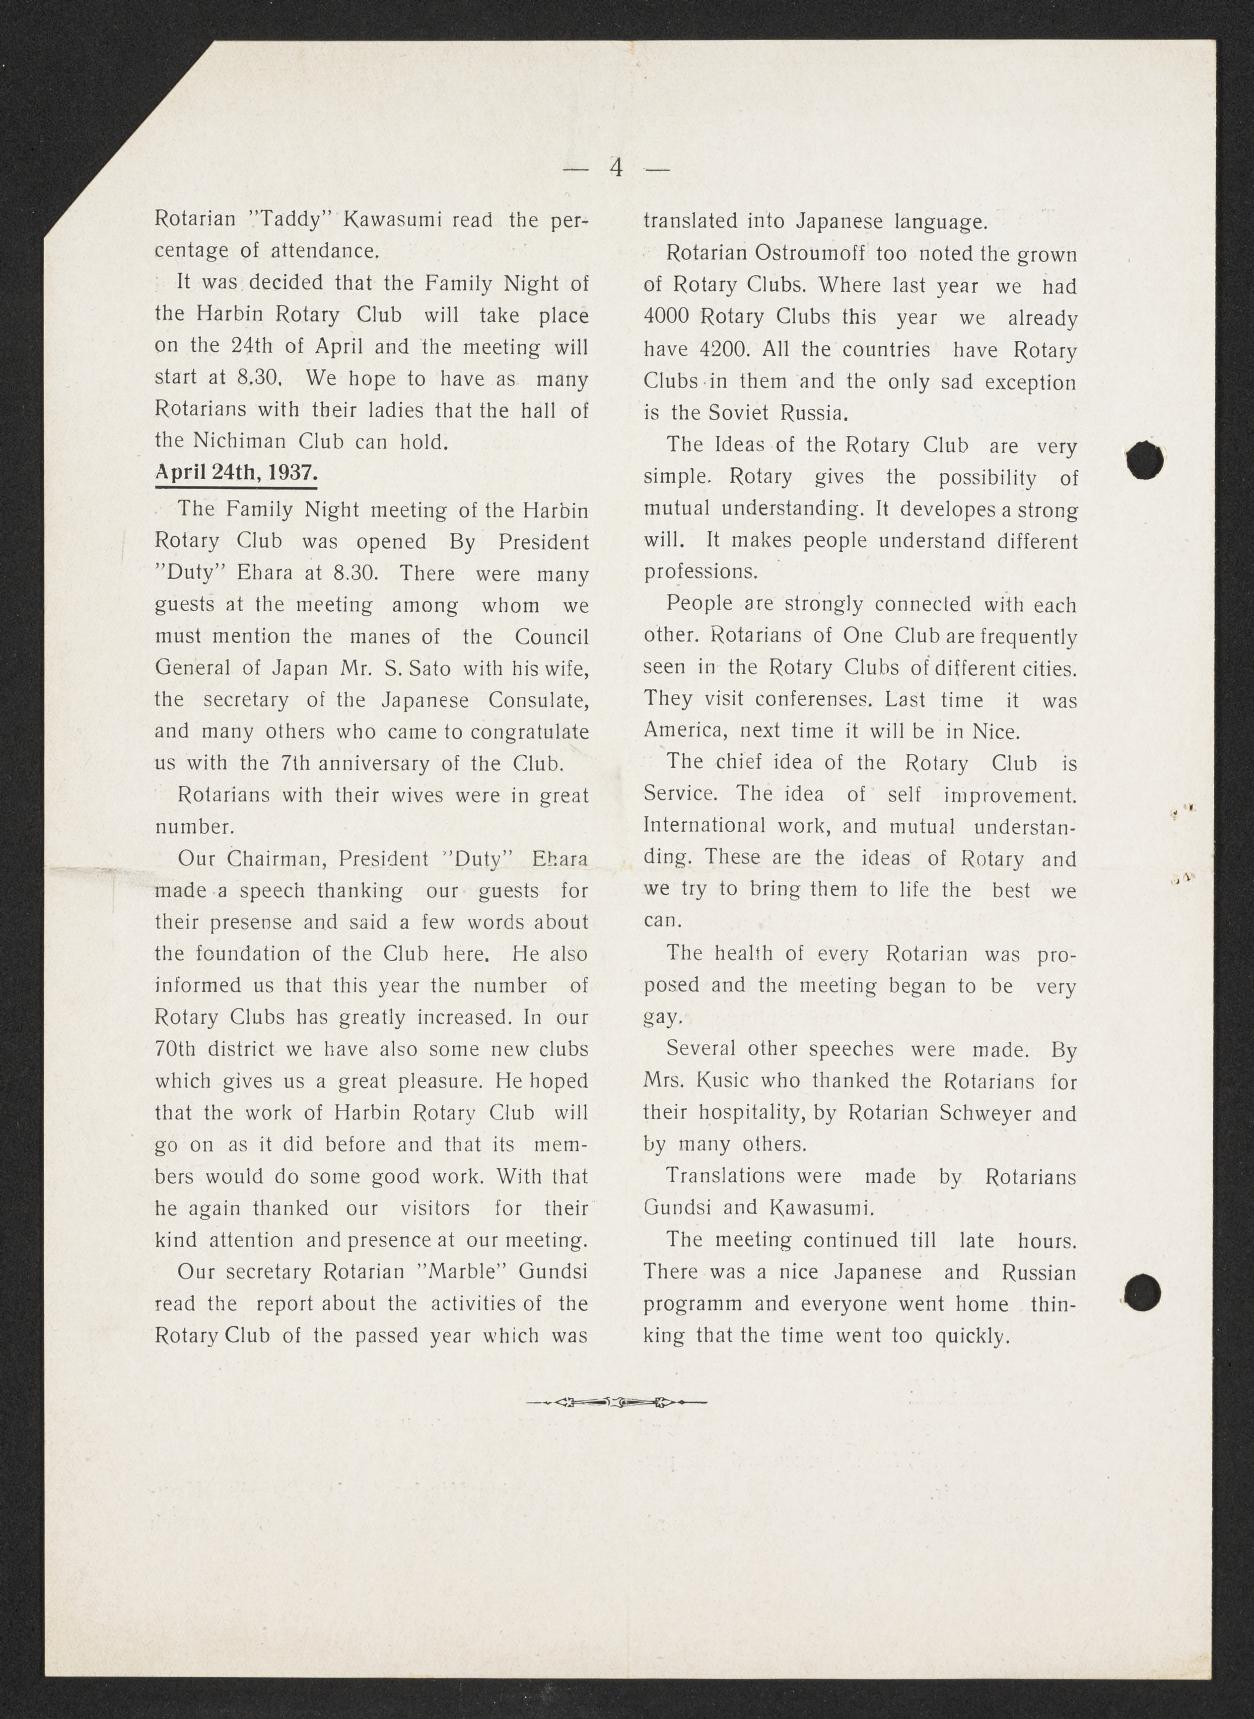 — 4 —
Rotarian ”Taddy” Kawasumi read the per-
centage of attendance.
It was decided that the Family Night of
the Harbin Rotary Club will take place
on the 24th of April and the meeting will
start at 8.30. We hope to have as many
Rotarians with their ladies that the hall of
the Nichiman Club can hold.
April 24th, 1937.
The Family Night meeting of the Harbin
Rotary Club was opened By President
”Duty” Ehara at 8.30. There were many
guests at the meeting among whom we
must mention the manes of the Council
General of Japan Mr. S. Sato with his wife,
the secretary of the Japanese Consulate,
and many others who came to congratulate
us with the 7th anniversary of the Club.
Rotarians with their wives were in great
number.
Our Chairman, President ”Duty” Ehara
made a speech thanking our guests for
their presense and said a few words about
the foundation of the Club here. He also
informed us that this year the number of
Rotary Clubs has greatly increased. In our
70th district we have also some new clubs
which gives us a great pleasure. He hoped
that the work of Harbin Rotary Club will
go on as it did before and that its mem-
bers would do some good work. With that
he again thanked our visitors for their
kind attention and presence at our meeting.
Our secretary Rotarian ”Marble” Gundsi
read the report about the activities of the
Rotary Club of the passed year which was
translated into Japanese language.
Rotarian Ostroumoff too noted the grown
of Rotary Clubs. Where last year we had
4000 Rotary Clubs this year we already
have 4200. All the countries have Rotary
Clubs in them and the only sad exception
is the Soviet Russia.
The Ideas of the Rotary Club are very
simple. Rotary gives the possibility of
mutual understanding. It developes a strong
will. It makes people understand different
professions.
People are strongly connected with each
other. Rotarians of One Club are frequently
seen in the Rotary Clubs of different cities.
They visit conferenses. Last time it was
America, next time it will be in Nice.
The chief idea of the Rotary Club is
Service. The idea of self improvement.
International work, and mutual understan-
ding. These are the ideas of Rotary and
we try to bring them to life the best we
can.
The health of every Rotarian was pro-
posed and the meeting began to be very
gay.
Several other speeches were made. By
Mrs. Kusic who thanked the Rotarians for
their hospitality, by Rotarian Schweyer and
by many others.
Translations were made by Rotarians
Gundsi and Kawasumi.
The meeting continued till late hours.
There was a nice Japanese and Russian
programm and everyone went home thin-
king that the time went too quickly.